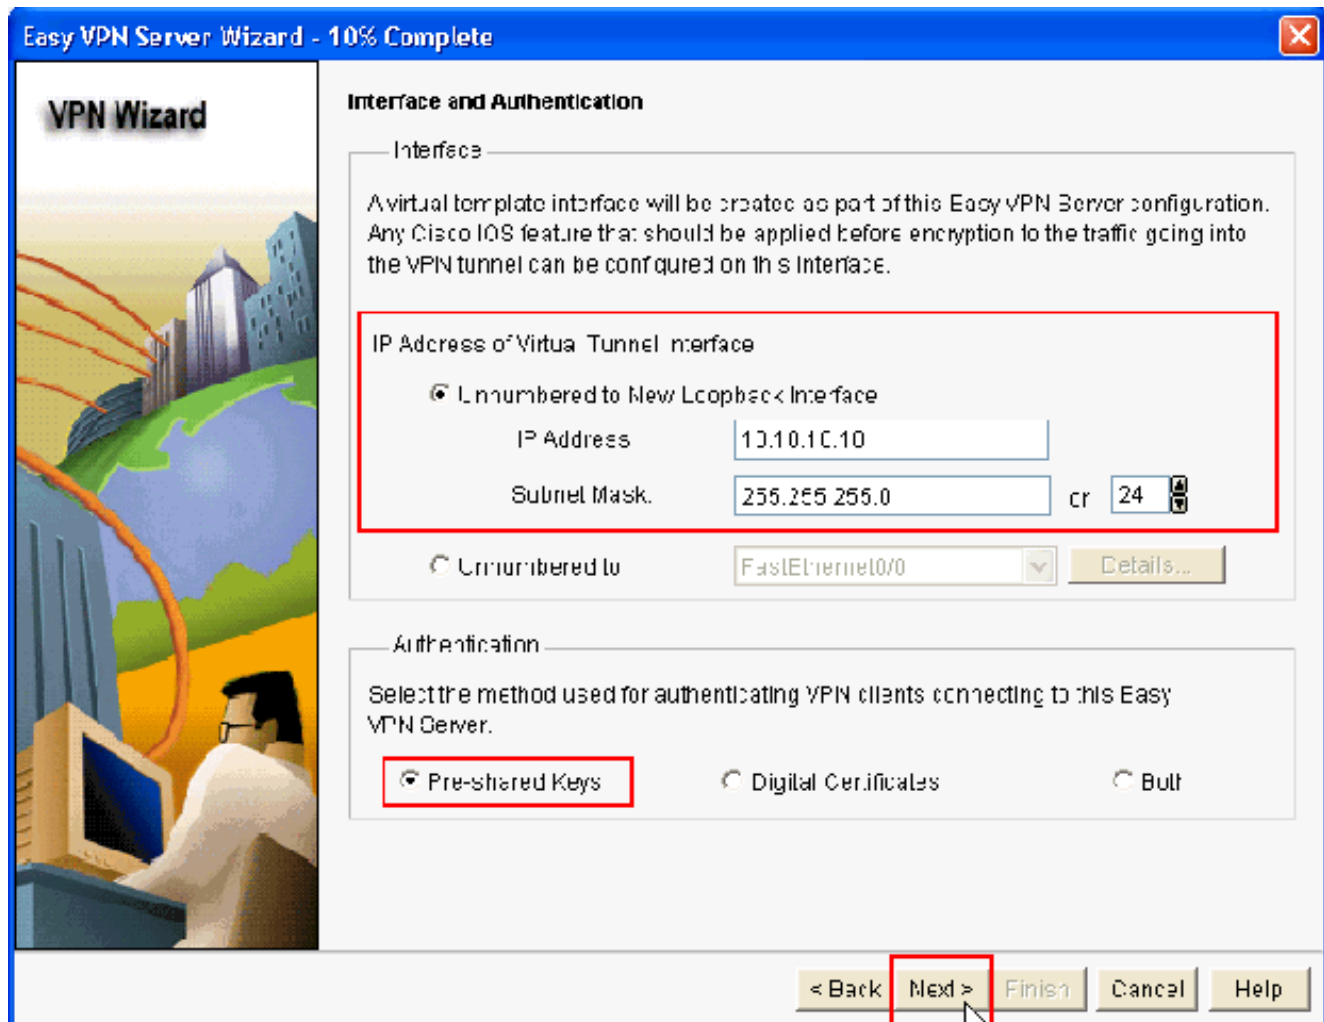 Easy VPN Server Wizard - 10% Complete
VPN Wizard
Interface and Authentication
Interface
A virtual template interface will be created as part of this Easy VPN Server configuration.
Any Cisco IOS feature that should be applied before encryption to the traffic going into
the VPN tunnel can be configured on this interface.
IP Address of Virtual Tunnel Interface
Unnumbered to New Loopback Interface
IP Address
10.10.10.10
Subnet Mask.
255.255.255.0
or
24
Unnumbered to
FastEthernet0/0
Details...
Authentication
Select the method used for authenticating VPN clients connecting to this Easy
VPN Server.
Pre-shared Keys
Digital Certificates
Both
< Back
Next >
Finish
Cancel
Help